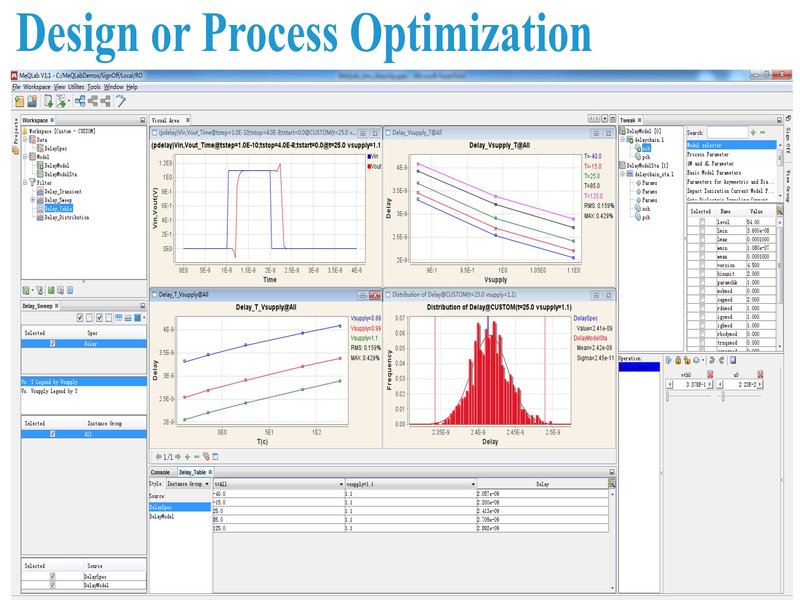 Design or Process Optimization
MeQLab V1.1 - C:/MeQLabDemos/SignOff/Local/RO
File Workspace View Utilites Tools Window Help
Workspace
Workspace [Custom - CUSTOM]
Data
DelaySpec
Model
DelayModel
DelayModelSta
Filter
Delay_Transient
Delay_Sweep
Delay_Table
Delay_Distribution
Delay_Sweep
Selected Spec
Delay
Vs. T Legend by Vsupply
Vs. Vsupply Legend by T
Selected Instance Group
All
Selected Source
DelaySpec
DelayModel
Visual Area
(pdelay)Vin,Vout_Time@tstep=1.0E-10;tstop=4.0E-8;tstart=0.0@CUSTOM(t=25.0 v...
(pdelay)Vin,Vout_Time@tstep=1.0E-10;tstop=4.0E-8;tstart=0.0@t=25.0 vsupply=1.1
Vin
Vout
Vin,Vout(V)
1.2E0
1E0
8E-1
6E-1
4E-1
2E-1
0E0
0E0 5E-9 1E-8 1.5E-8 2E-8 2.5E-8 3E-8 3.5E-8 4E-8
Time
Delay_Vsupply_T@All
Delay_Vsupply_T@All
T=-40.0
T=-15.0
T=25.0
T=85.0
T=125.0
RMS: 0.159%
MAX: 0.429%
Delay
4E-9
3.5E-9
3E-9
2.5E-9
2E-9
9E-1 9.5E-1 1E0 1.05E0 1.1E0
Vsupply
Delay_T_Vsupply@All
Delay_T_Vsupply@All
Vsupply=0.88
Vsupply=0.99
Vsupply=1.1
RMS: 0.159%
MAX: 0.429%
Delay
4E-9
3.5E-9
3E-9
2.5E-9
2E-9
0E0 5E1 1E2
T(c)
Distribution of Delay@CUSTOM(t=25.0 vsupply=1.1)
Distribution of Delay@CUSTOM(t=25.0 vsupply=1.1)
DelaySpec
Value=2.41e-9
DelayModelSta
Mean=2.42e-09
Sigma=2.45e-11
Frequency
0.07
0.06
0.05
0.04
0.03
0.02
0.01
0.00
2.35E-9 2.4E-9 2.45E-9 2.5E-9
Delay
1/1
Console Delay_Table
Style: Instance Group
Source:
DelaySpec
DelayModel
t@All vsupply=1.1 Delay
-40.0 1.1 2.057e-09
-15.0 1.1 2.200e-09
25.0 1.1 2.413e-09
85.0 1.1 2.709e-09
125.0 1.1 2.892e-09
Tweak
DelayModel [0]
delaychain.1
nch
pch
DelayModelSta [1]
delaychain_sta.1
Params
Params
Params
nch
pch
Search:
Model selector
Process Parameter
dW and dL Parameter
Basic Model Parameters
Parameters for Asymmetric and Bia...
Impact Ionization Current Model P...
Selected Name Value
level 54.00
lmin 3.600e-08
lmax 0.0001000
wmin 1.080e-07
wmax 0.0001000
version 4.500
binunit 2.000
paramchk 1.000
mobmod 0.000
capmod 2.000
rdsmod 0.000
igcmod 1.000
igbmod 1.000
rbodymod 0.000
trnqsmod 0.000
Operation:
vth0
3.378E-1
u0
2.23E-2
Sign Off
View Group
Projects